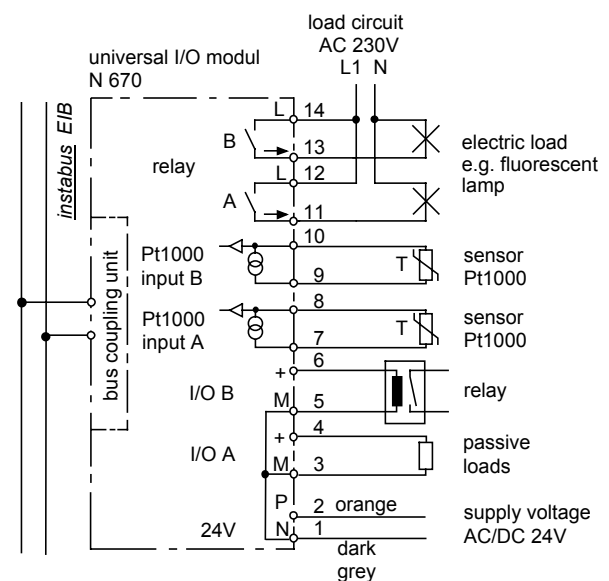 load circuit
AC 230V
L1 N
universal I/O modul
N 670
instabus EIB
bus coupling unit
L 14
B
13
relay
L 12
A
11
10
Pt1000
input B
9
T
sensor
Pt1000
8
Pt1000
input A
7
T
sensor
Pt1000
electric load
e.g. fluorescent
lamp
6
+
I/O B
M 5
relay
+ 4
I/O A
M 3
passive
loads
P 2 orange
24V
N 1
dark
grey
supply voltage
AC/DC 24V